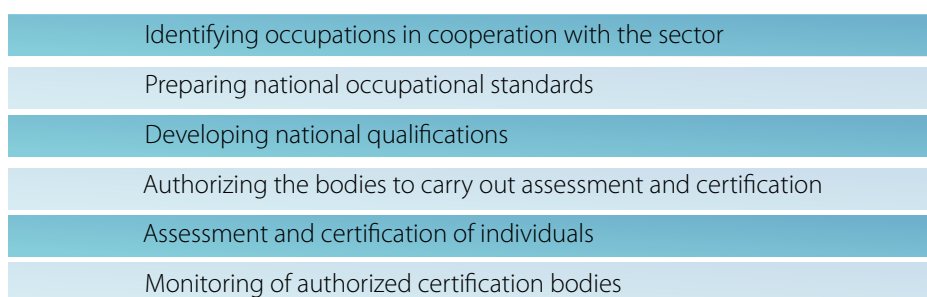 Identifying occupations in cooperation with the sector
Preparing national occupational standards
Developing national qualifications
Authorizing the bodies to carry out assessment and certification
Assessment and certification of individuals
Monitoring of authorized certification bodies